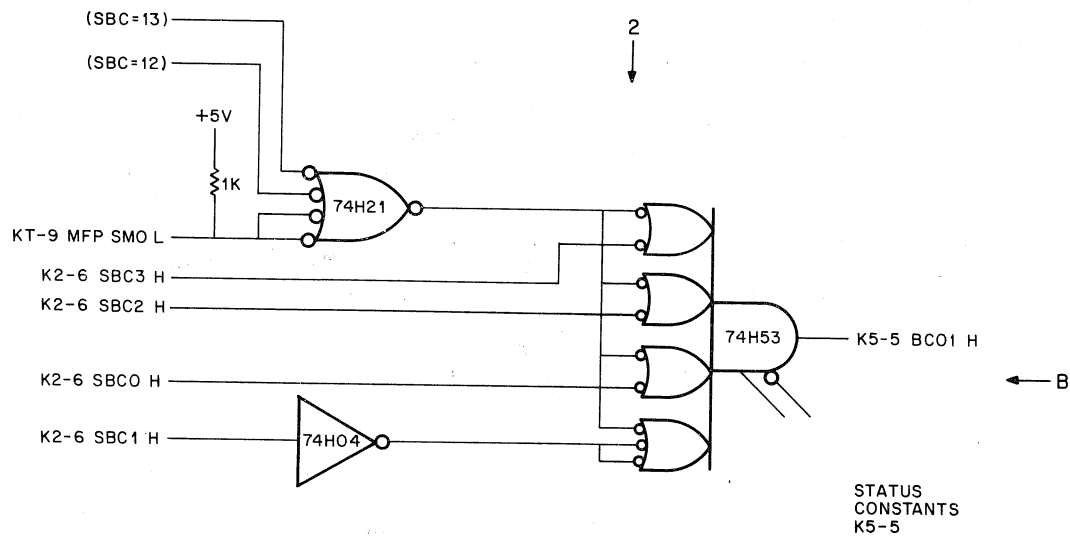 (SBC=13)
(SBC=12)
2
+5V
1K
74H21
KT-9 MFP SMO L
K2-6 SBC3 H
K2-6 SBC2 H
74H53
K5-5 BCO1 H
K2-6 SBCO H
B
K2-6 SBC1 H
74H04
STATUS
CONSTANTS
K5-5